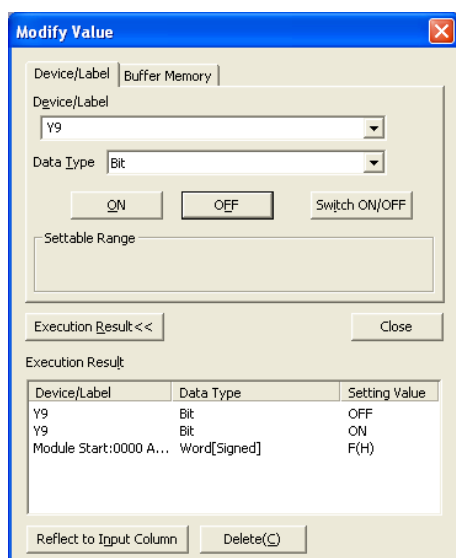 Modify Value
Device/Label Buffer Memory
Device/Label
Y9
Data Type Bit
ON OFF Switch ON/OFF
Settable Range
Execution Result<< Close
Execution Result
Device/Label Data Type Setting Value
Y9 Bit OFF
Y9 Bit ON
Module Start:0000 A... Word[Signed] F(H)
Reflect to Input Column Delete(C)